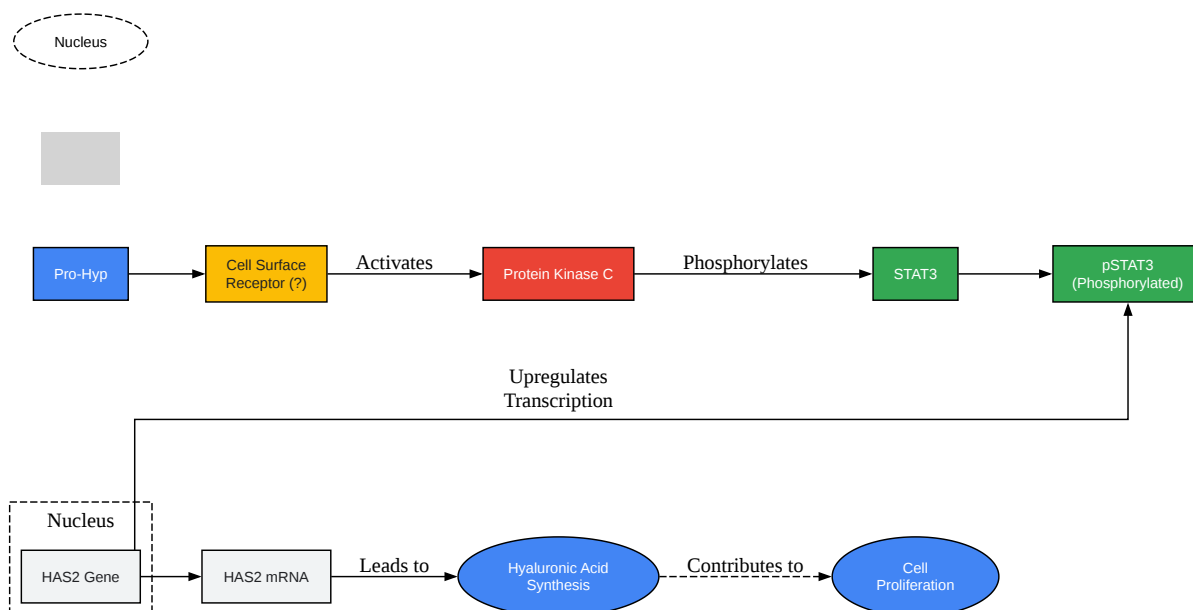 Nucleus
Pro-Hyp
Cell Surface
Receptor (?)
Activates
Protein Kinase C
Phosphorylates
STAT3
pSTAT3
(Phosphorylated)
Upregulates
Transcription
Nucleus
HAS2 Gene
HAS2 mRNA
Leads to
Hyaluronic Acid
Synthesis
Contributes to
Cell
Proliferation